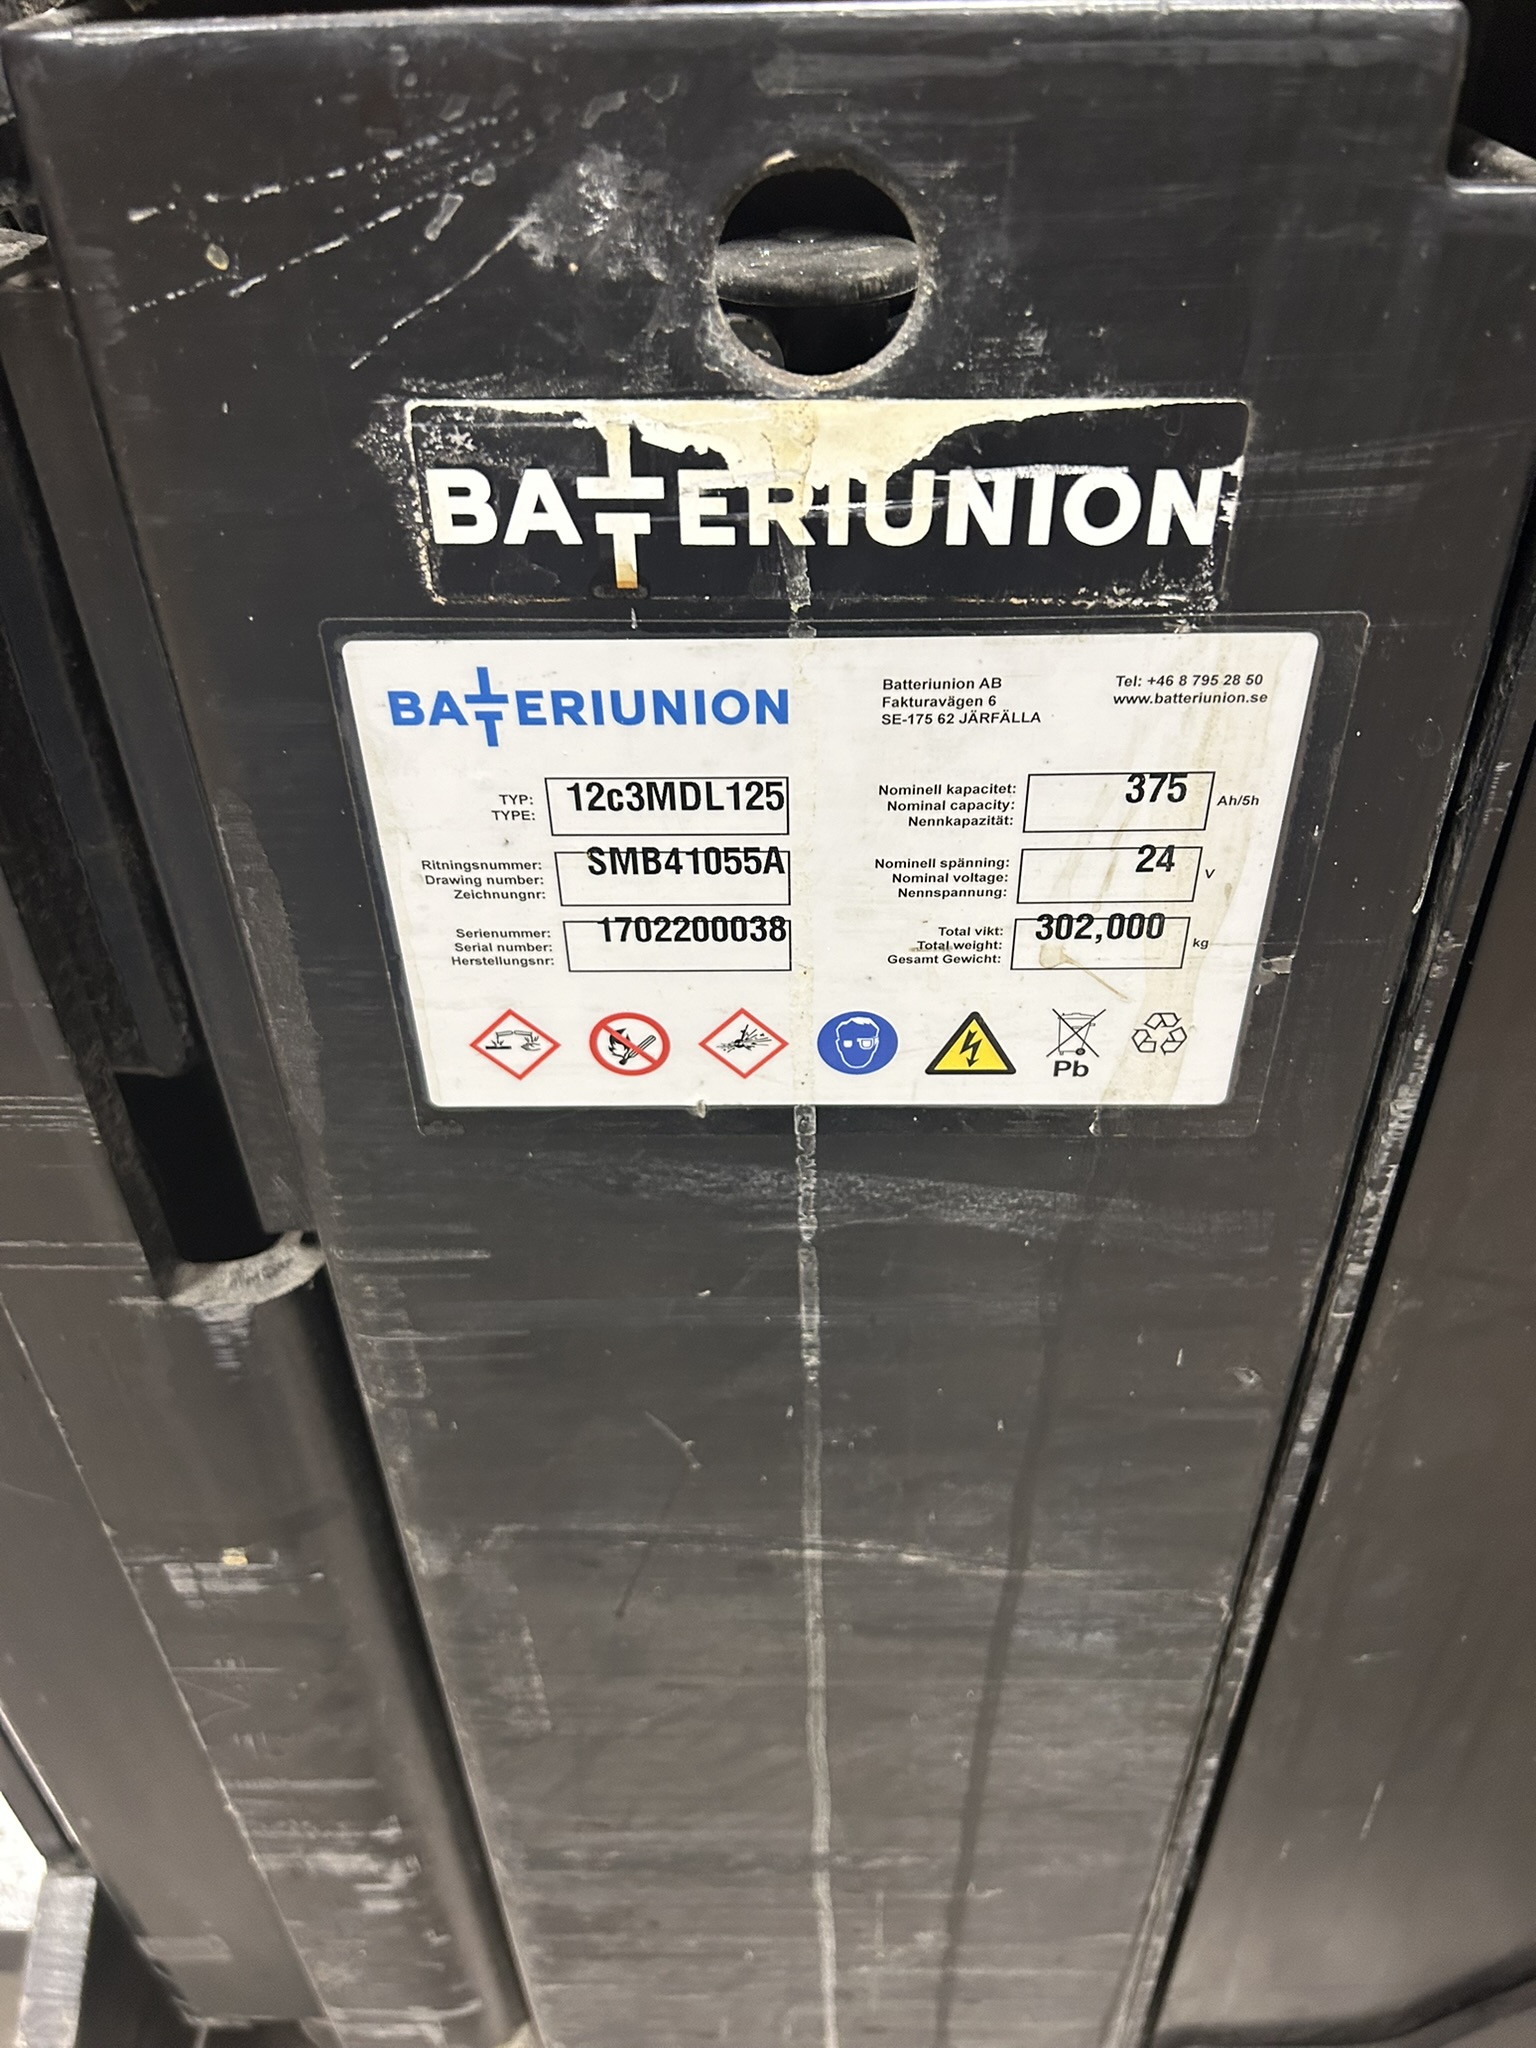 BATTERIUNION
BATTERIUNION
Batteriunion AB
Fakturavägen 6
SE-175 62 JÄRFÄLLA
Tel: +46 8 795 28 50
www.batteriunion.se
TYP:
TYPE:
12c3MDL125
Ritningsnummer:
Drawing number:
Zeichnungnr:
SMB41055A
Serienummer:
Serial number:
Herstellungsnr:
1702200038
Nominell kapacitet:
Nominal capacity:
Nennkapazität:
375 Ah/5h
Nominell spänning:
Nominal voltage:
Nennspannung:
24 V
Total vikt:
Total weight:
Gesamt Gewicht:
302,000 kg
Pb